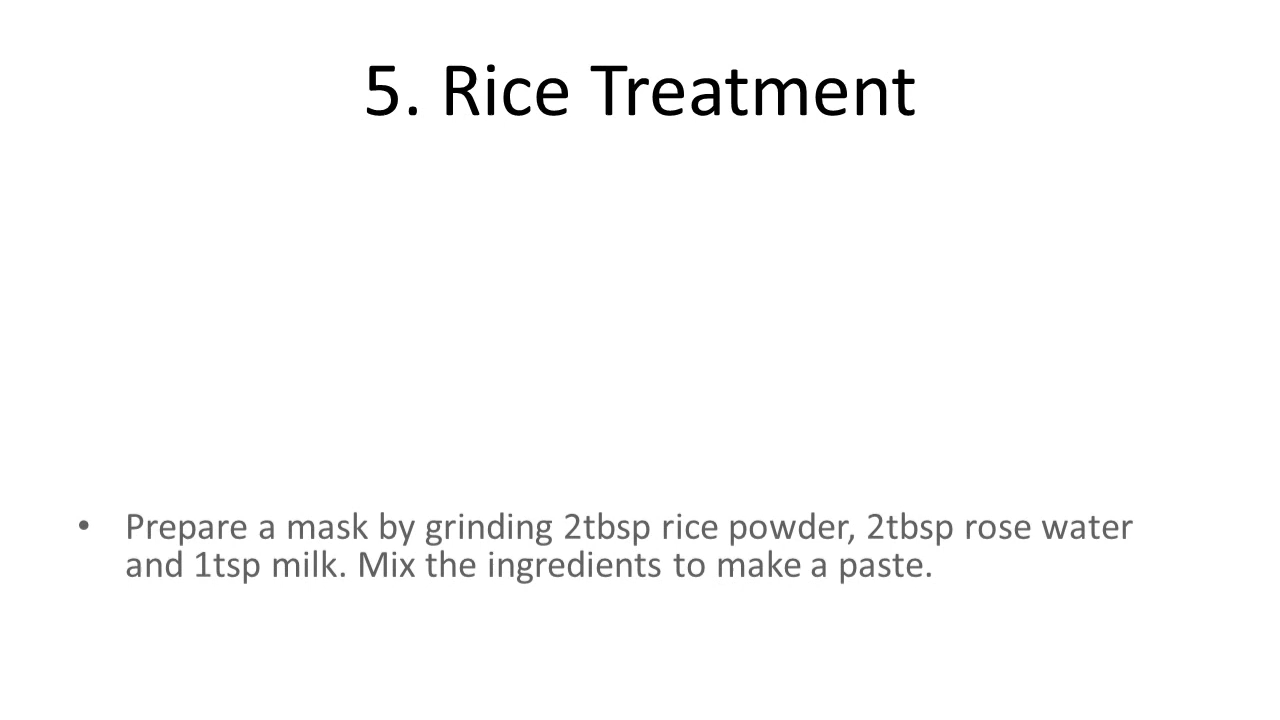 5. Rice Treatment
• Prepare a mask by grinding 2tbsp rice powder, 2tbsp rose water
and 1tsp milk. Mix the ingredients to make a paste.